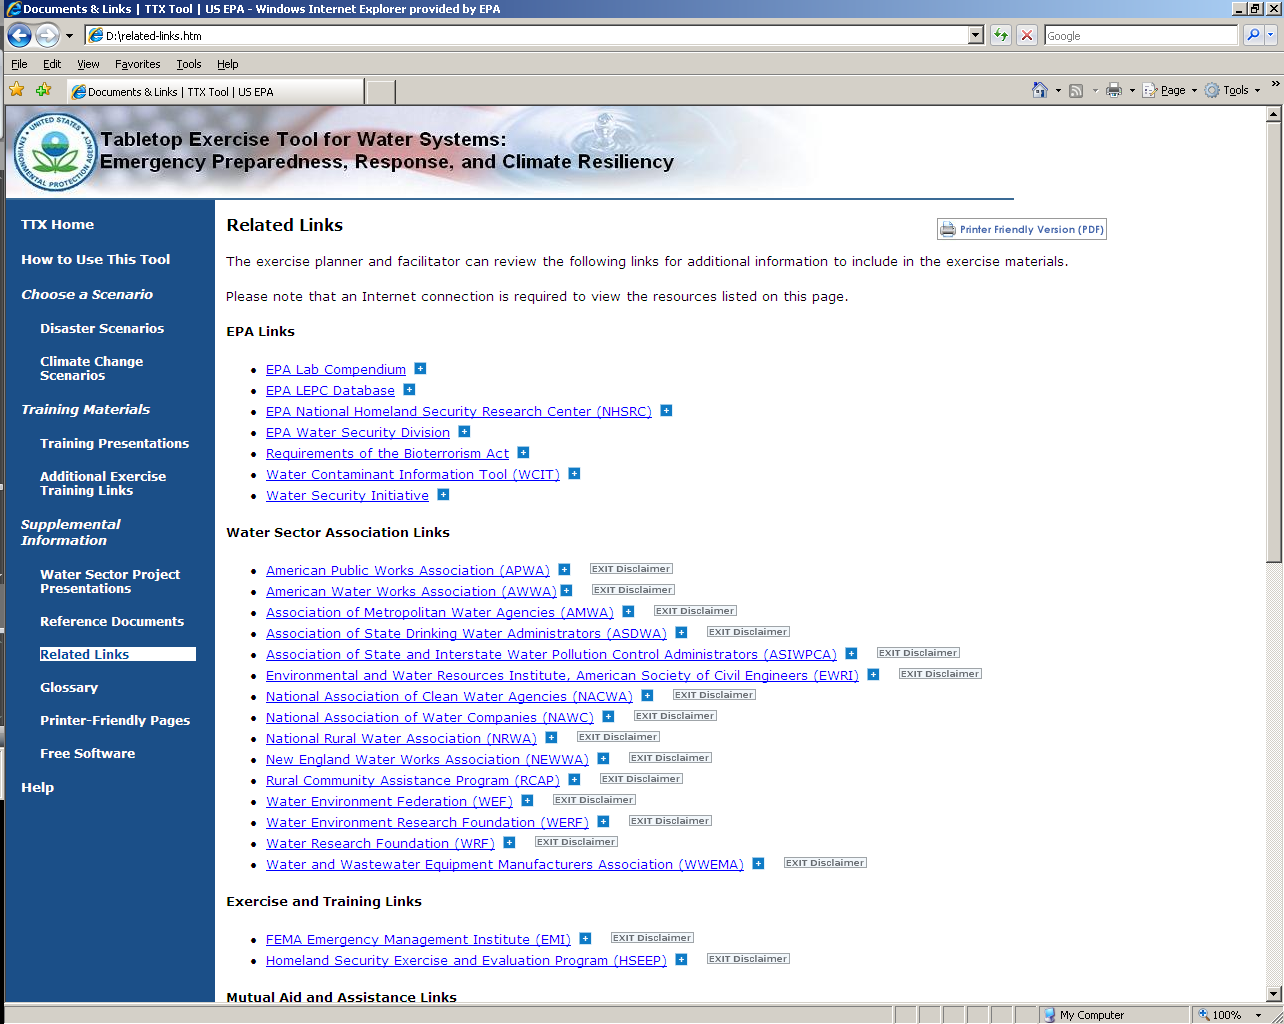 Documents & Links | TTX Tool | US EPA - Windows Internet Explorer provided by EPA
D:\related-links.htm
Google
File Edit View Favorites Tools Help
Documents & Links | TTX Tool | US EPA
Page Tools »
UNITED STATES
ENVIRONMENTAL PROTECTION AGENCY
Tabletop Exercise Tool for Water Systems:
Emergency Preparedness, Response, and Climate Resiliency
TTX Home
How to Use This Tool
Choose a Scenario
Disaster Scenarios
Climate Change
Scenarios
Training Materials
Training Presentations
Additional Exercise
Training Links
Supplemental
Information
Water Sector Project
Presentations
Reference Documents
Related Links
Glossary
Printer-Friendly Pages
Free Software
Help
Related Links
Printer Friendly Version (PDF)
The exercise planner and facilitator can review the following links for additional information to include in the exercise materials.
Please note that an Internet connection is required to view the resources listed on this page.
EPA Links
EPA Lab Compendium
EPA LEPC Database
EPA National Homeland Security Research Center (NHSRC)
EPA Water Security Division
Requirements of the Bioterrorism Act
Water Contaminant Information Tool (WCIT)
Water Security Initiative
Water Sector Association Links
American Public Works Association (APWA) EXIT Disclaimer
American Water Works Association (AWWA) EXIT Disclaimer
Association of Metropolitan Water Agencies (AMWA) EXIT Disclaimer
Association of State Drinking Water Administrators (ASDWA) EXIT Disclaimer
Association of State and Interstate Water Pollution Control Administrators (ASIWPCA) EXIT Disclaimer
Environmental and Water Resources Institute, American Society of Civil Engineers (EWRI) EXIT Disclaimer
National Association of Clean Water Agencies (NACWA) EXIT Disclaimer
National Association of Water Companies (NAWC) EXIT Disclaimer
National Rural Water Association (NRWA) EXIT Disclaimer
New England Water Works Association (NEWWA) EXIT Disclaimer
Rural Community Assistance Program (RCAP) EXIT Disclaimer
Water Environment Federation (WEF) EXIT Disclaimer
Water Environment Research Foundation (WERF) EXIT Disclaimer
Water Research Foundation (WRF) EXIT Disclaimer
Water and Wastewater Equipment Manufacturers Association (WWEMA) EXIT Disclaimer
Exercise and Training Links
FEMA Emergency Management Institute (EMI) EXIT Disclaimer
Homeland Security Exercise and Evaluation Program (HSEEP) EXIT Disclaimer
Mutual Aid and Assistance Links
My Computer 100%